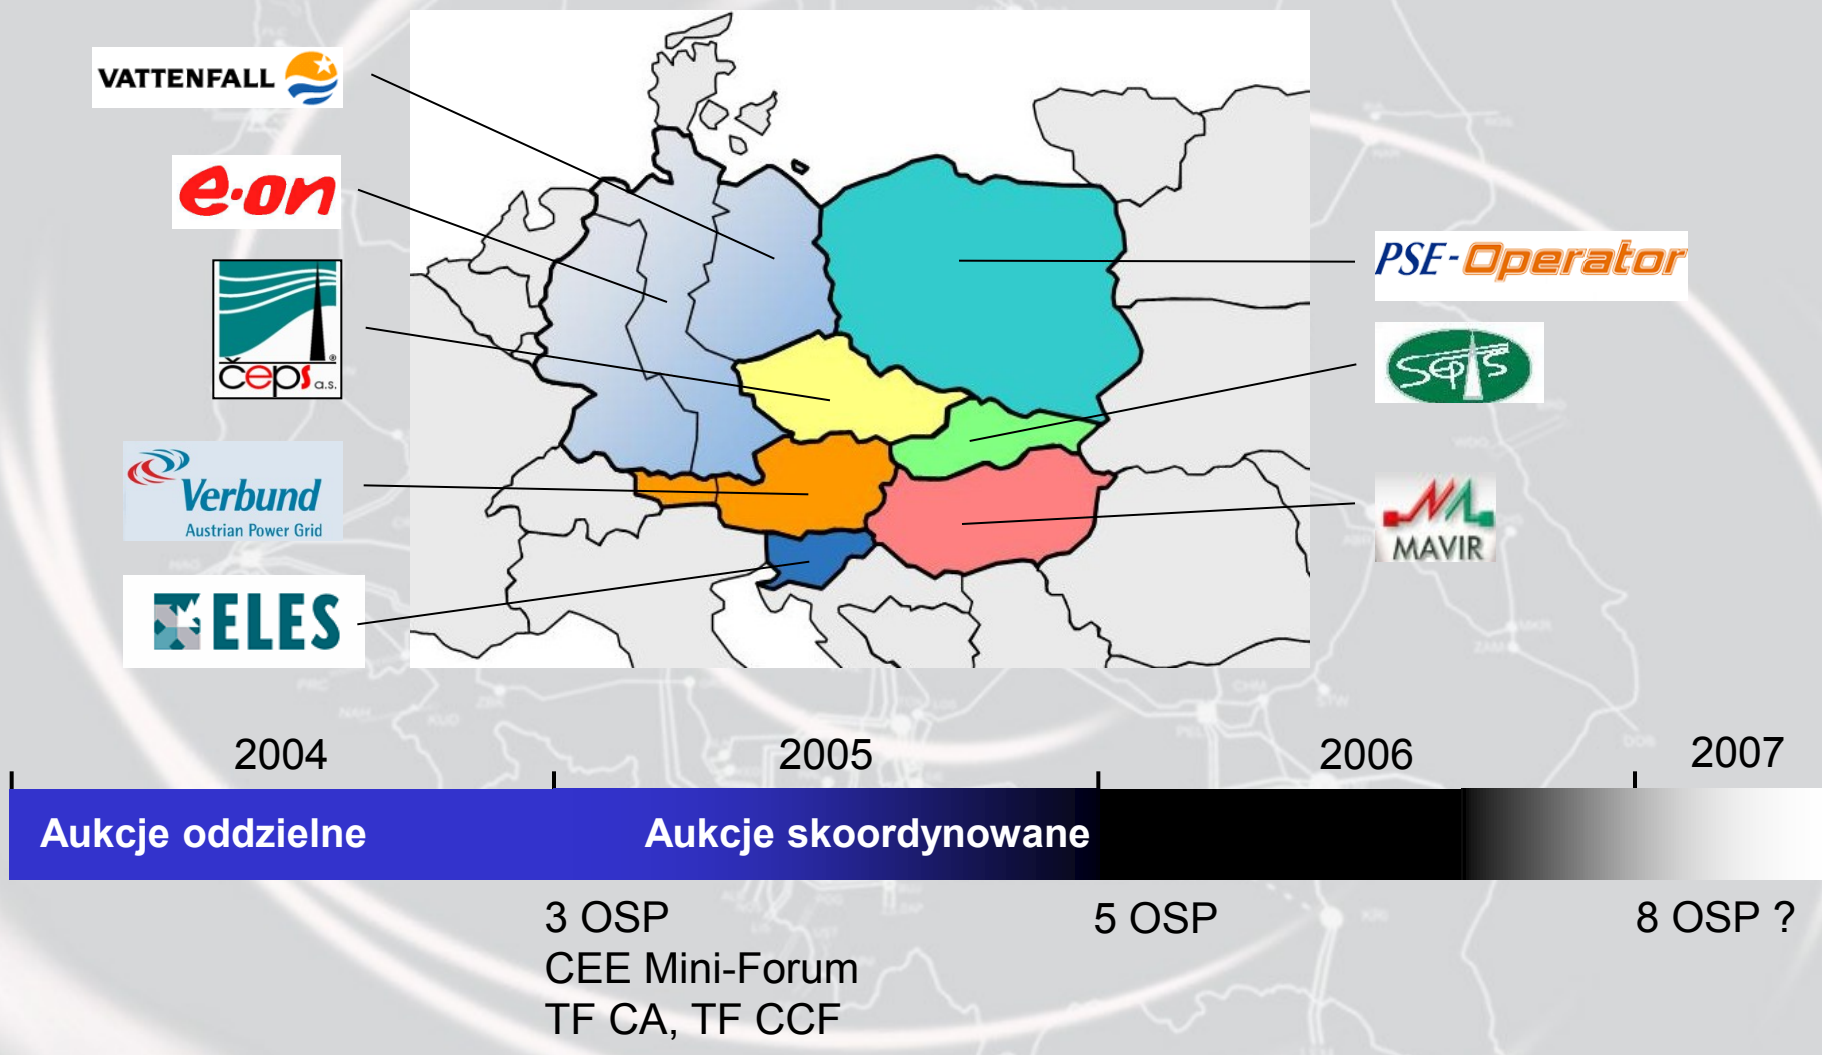 VATTENFALL
e·on
čeps a.s.
Verbund
Austrian Power Grid
ELES
PSE-Operator
SEPS
MAVIR
2004
2005
2006
2007
Aukcje oddzielne
Aukcje skoordynowane
3 OSP
CEE Mini-Forum
TF CA, TF CCF
5 OSP
8 OSP ?